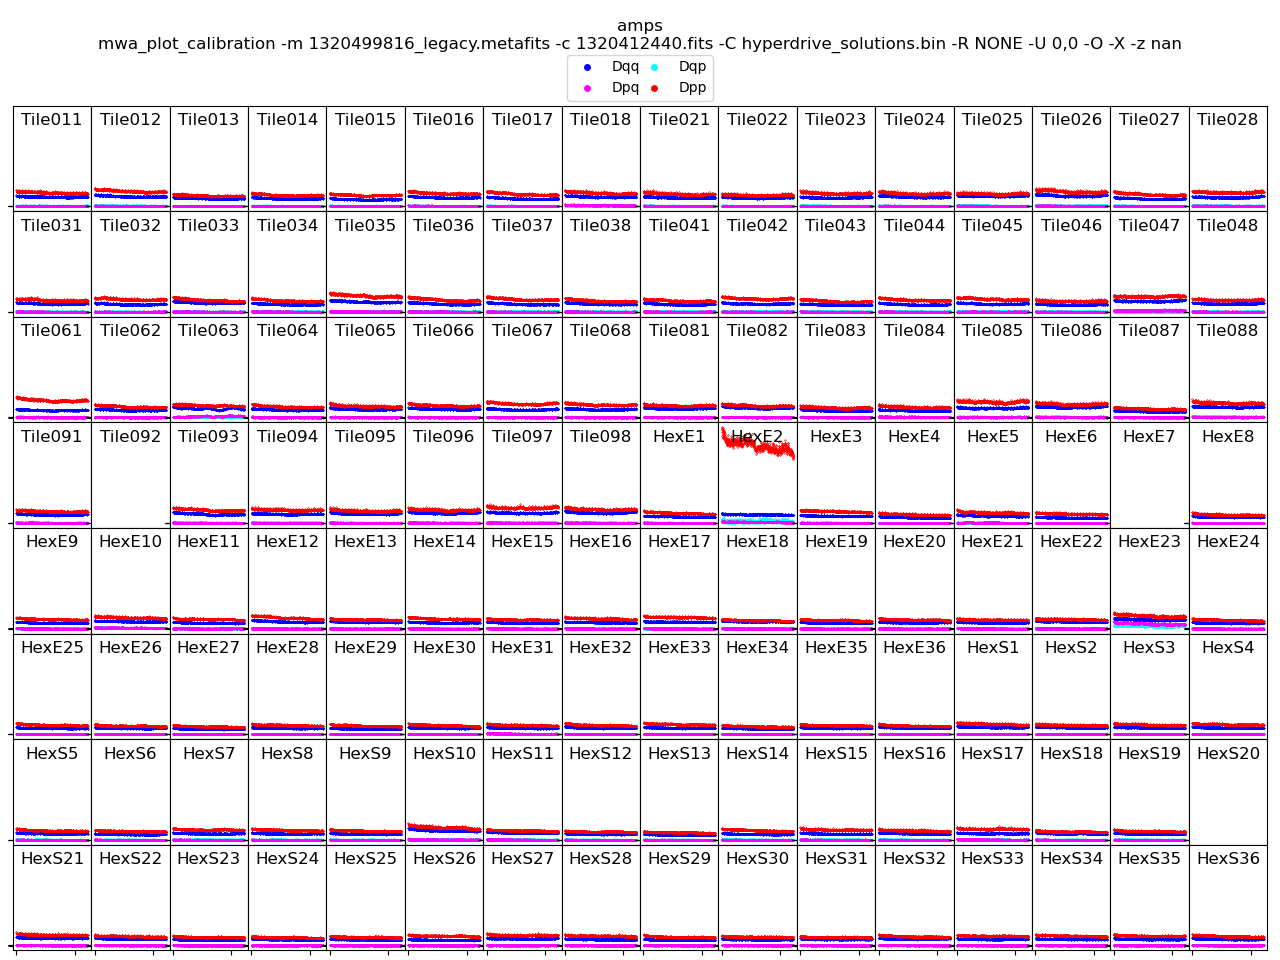 amps
mwa_plot_calibration -m 1320499816_legacy.metafits -c 1320412440.fits -C hyperdrive_solutions.bin -R NONE -U 0,0 -O -X -z nan
Dqq Dqp
Dpq Dpp
Tile011 Tile012 Tile013 Tile014 Tile015 Tile016 Tile017 Tile018 Tile021 Tile022 Tile023 Tile024 Tile025 Tile026 Tile027 Tile028
Tile031 Tile032 Tile033 Tile034 Tile035 Tile036 Tile037 Tile038 Tile041 Tile042 Tile043 Tile044 Tile045 Tile046 Tile047 Tile048
Tile061 Tile062 Tile063 Tile064 Tile065 Tile066 Tile067 Tile068 Tile081 Tile082 Tile083 Tile084 Tile085 Tile086 Tile087 Tile088
Tile091 Tile092 Tile093 Tile094 Tile095 Tile096 Tile097 Tile098 HexE1 HexE2 HexE3 HexE4 HexE5 HexE6 HexE7 HexE8
HexE9 HexE10 HexE11 HexE12 HexE13 HexE14 HexE15 HexE16 HexE17 HexE18 HexE19 HexE20 HexE21 HexE22 HexE23 HexE24
HexE25 HexE26 HexE27 HexE28 HexE29 HexE30 HexE31 HexE32 HexE33 HexE34 HexE35 HexE36 HexS1 HexS2 HexS3 HexS4
HexS5 HexS6 HexS7 HexS8 HexS9 HexS10 HexS11 HexS12 HexS13 HexS14 HexS15 HexS16 HexS17 HexS18 HexS19 HexS20
HexS21 HexS22 HexS23 HexS24 HexS25 HexS26 HexS27 HexS28 HexS29 HexS30 HexS31 HexS32 HexS33 HexS34 HexS35 HexS36